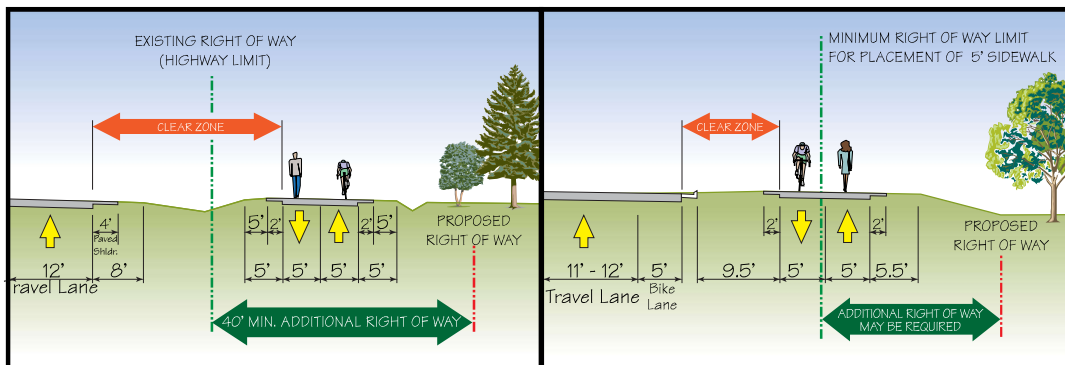 EXISTING RIGHT OF WAY
(HIGHWAY LIMIT)
CLEAR ZONE
4'
Paved
Shldr.
5'
2'
2'
5'
PROPOSED
RIGHT OF WAY
12'
8'
5'
5'
5'
5'
ravel Lane
40' MIN. ADDITIONAL RIGHT OF WAY
MINIMUM RIGHT OF WAY LIMIT
FOR PLACEMENT OF 5' SIDEWALK
CLEAR ZONE
2'
2'
PROPOSED
RIGHT OF WAY
11' - 12'
5'
9.5'
5'
5'
5.5'
Travel Lane
Bike
Lane
ADDITIONAL RIGHT OF WAY
MAY BE REQUIRED